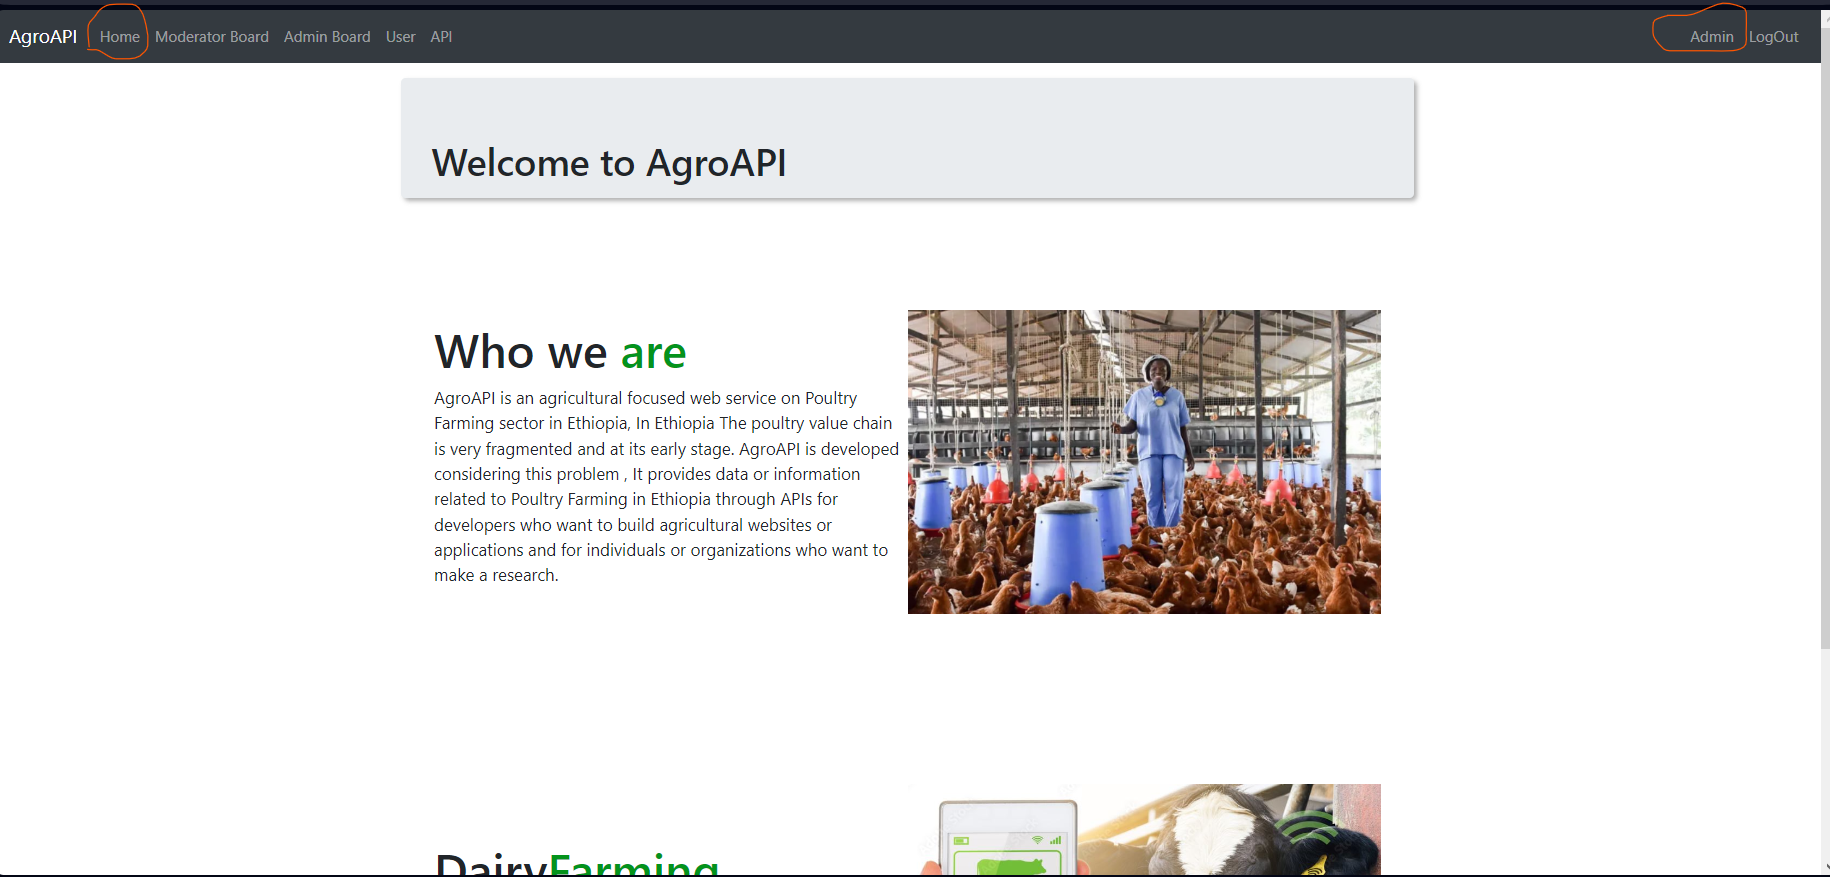 AgroAPI Home Moderator Board Admin Board User API Admin LogOut
Welcome to AgroAPI
Who we are
AgroAPI is an agricultural focused web service on Poultry
Farming sector in Ethiopia, In Ethiopia The poultry value chain
is very fragmented and at its early stage. AgroAPI is developed
considering this problem , It provides data or information
related to Poultry Farming in Ethiopia through APIs for
developers who want to build agricultural websites or
applications and for individuals or organizations who want to
make a research.
DairyFarming